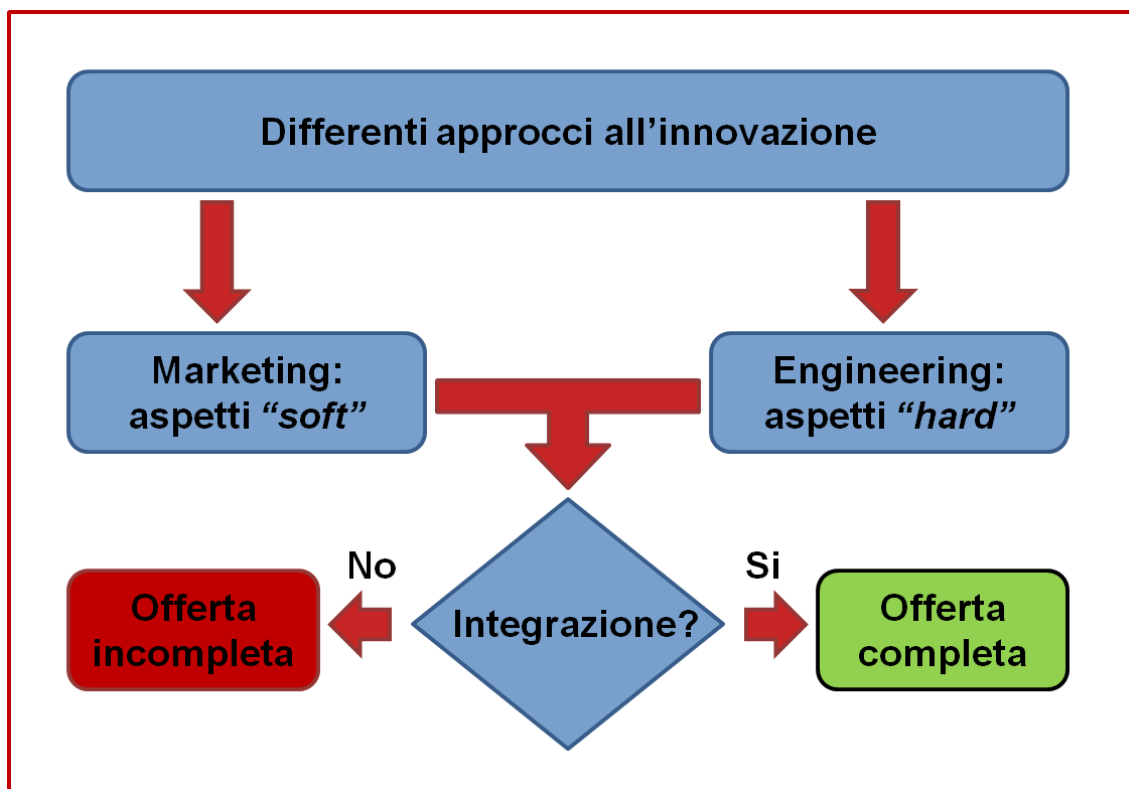 Differenti approcci all’innovazione
Marketing:
aspetti “soft”
Engineering:
aspetti “hard”
No
Si
Offerta
incompleta
Integrazione?
Offerta
completa